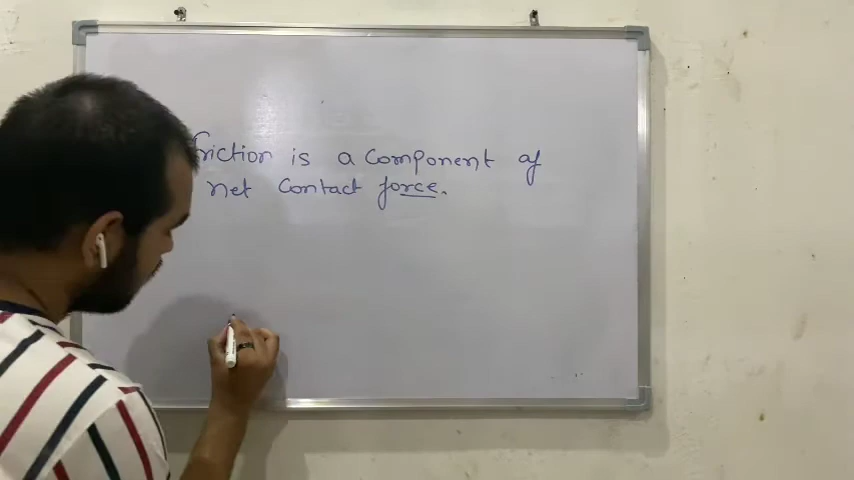 friction is a component of
net contact force.